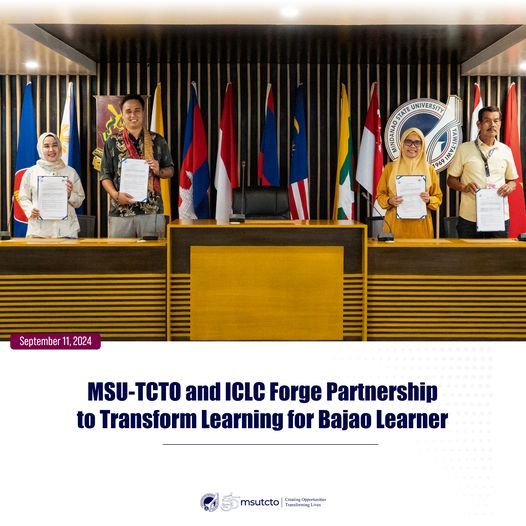 MINDANAO STATE UNIVERSITY
TAWI-TAWI
1969
September 11, 2024
MSU-TCTO and ICLC Forge Partnership
to Transform Learning for Bajao Learner
msutcto
Creating Opportunities
Transforming Lives